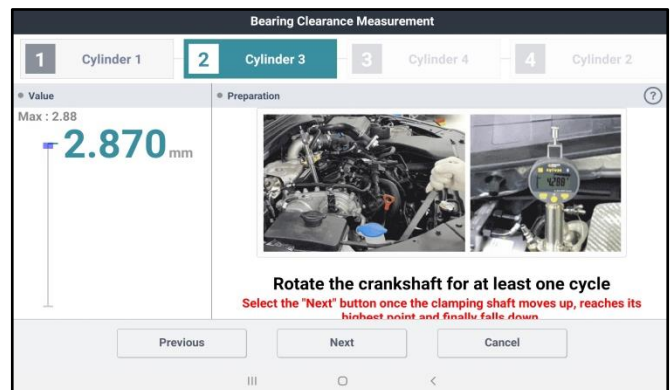 Bearing Clearance Measurement
1 Cylinder 1
2 Cylinder 3
3 Cylinder 4
4 Cylinder 2
Value
Max : 2.88
2.870 mm
Preparation
?
Rotate the crankshaft for at least one cycle
Select the "Next" button once the clamping shaft moves up, reaches its
highest point and finally falls down
Previous
Next
Cancel